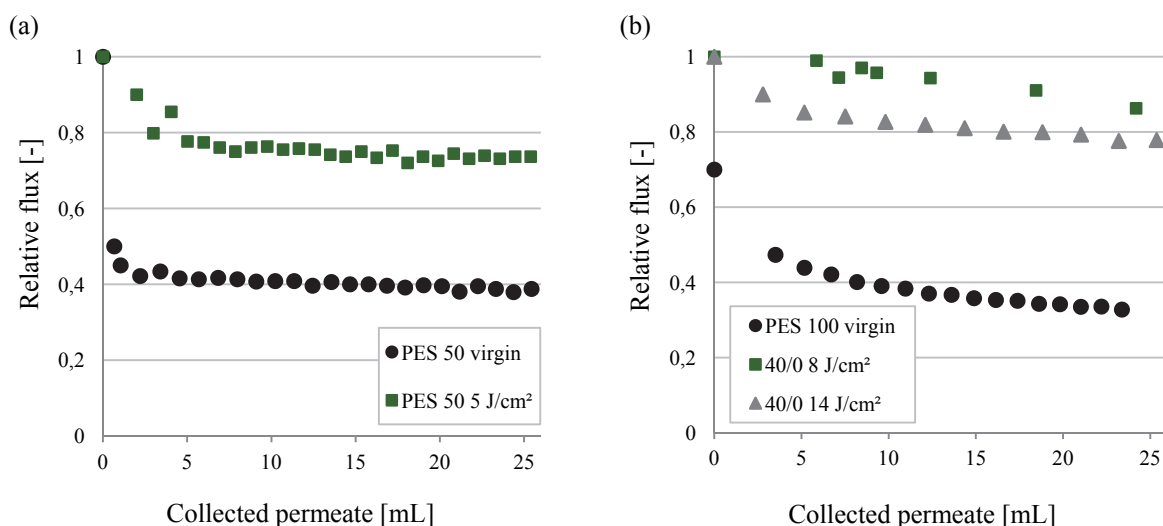 (a)
1
0,8
0,6
0,4
0,2
0
Relative flux [-]
PES 50 virgin
PES 50 5 J/cm²
0 5 10 15 20 25
Collected permeate [mL]
(b)
1
0,8
0,6
0,4
0,2
0
Relative flux [-]
PES 100 virgin
40/0 8 J/cm²
40/0 14 J/cm²
0 5 10 15 20 25
Collected permeate [mL]